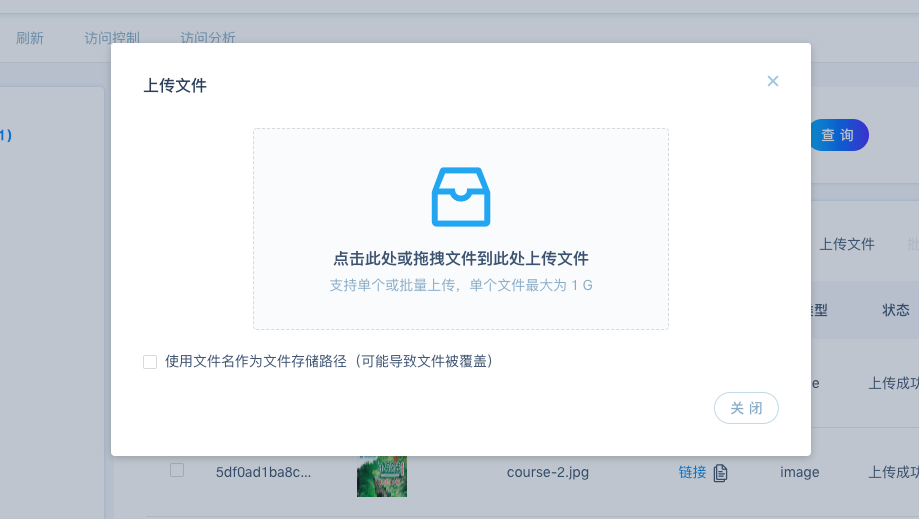 刷新 访问控制 访问分析
上传文件
1)
查 询
点击此处或拖拽文件到此处上传文件
支持单个或批量上传，单个文件最大为 1 G
上传文件
型 状态
使用文件名作为文件存储路径（可能导致文件被覆盖）
e 上传成功
关 闭
5df0ad1ba8c... course-2.jpg 链接 image 上传成功